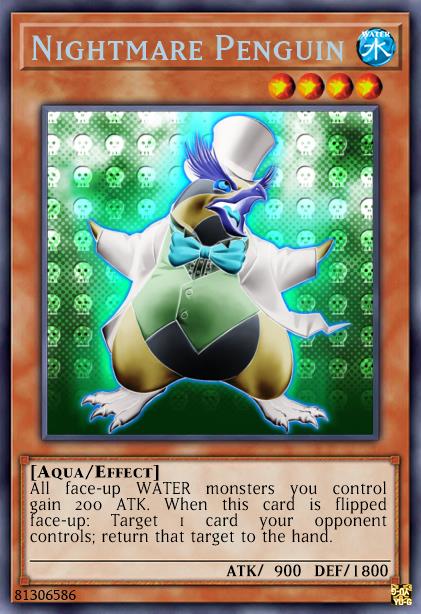 Nightmare Penguin
WATER
水
[Aqua/Effect]
All face-up WATER monsters you control
gain 200 ATK. When this card is flipped
face-up: Target 1 card your opponent
controls; return that target to the hand.
ATK/ 900 DEF/1800
81306586